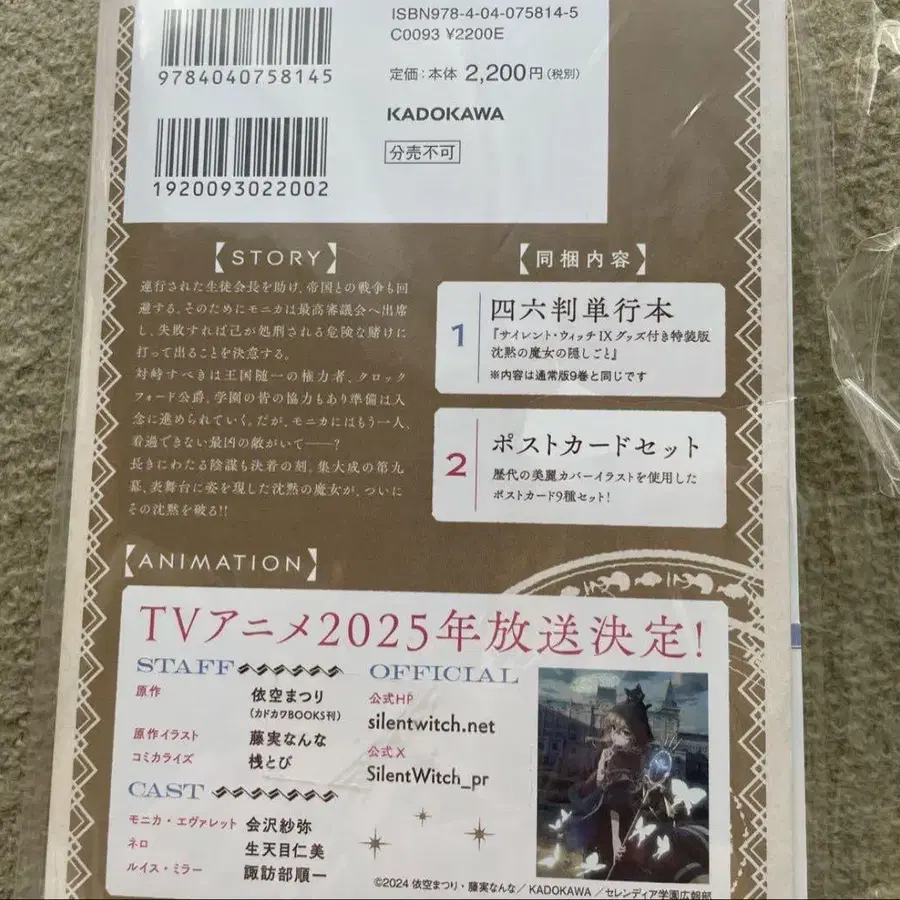 ISBN978-4-04-075814-5
C0093 ¥2200E
9784040758145
定価：本体 2,200円(税別)
KADOKAWA
分売不可
1920093022002
【STORY】
連行された生徒会長を助け、帝国との戦争も回
避する。そのためにモニカは最高審議会へ出席
し、失敗すれば己が処刑される危険な賭けに
打って出ることを決意する。
対峙すべきは王国随一の権力者、クロック
フォード公爵。学園の皆の協力もあり準備は入
念に進められていく。だが、モニカにはもう一人、
看過できない最凶の敵がいて――？
長きにわたる陰謀も決着の刻。集大成の第九
幕、表舞台に姿を現した沈黙の魔女が、ついに
その沈黙を破る!!
【同梱内容】
1
四六判単行本
『サイレント・ウィッチ IX グッズ付き特装版
沈黙の魔女の隠しごと』
※内容は通常版9巻と同じです
2
ポストカードセット
歴代の美麗カバーイラストを使用した
ポストカード9種セット!
【ANIMATION】
TVアニメ2025年放送決定!
STAFF
原作 依空まつり
(カドカワBOOKS刊)
原作イラスト 藤実なんな
コミカライズ 桟とび
CAST
モニカ・エヴァレット 会沢紗弥
ネロ 生天目仁美
ルイス・ミラー 諏訪部順一
OFFICIAL
公式HP
silentwitch.net
公式X
SilentWitch_pr
©2024 依空まつり・藤実なんな/KADOKAWA/セレンディア学園広報部